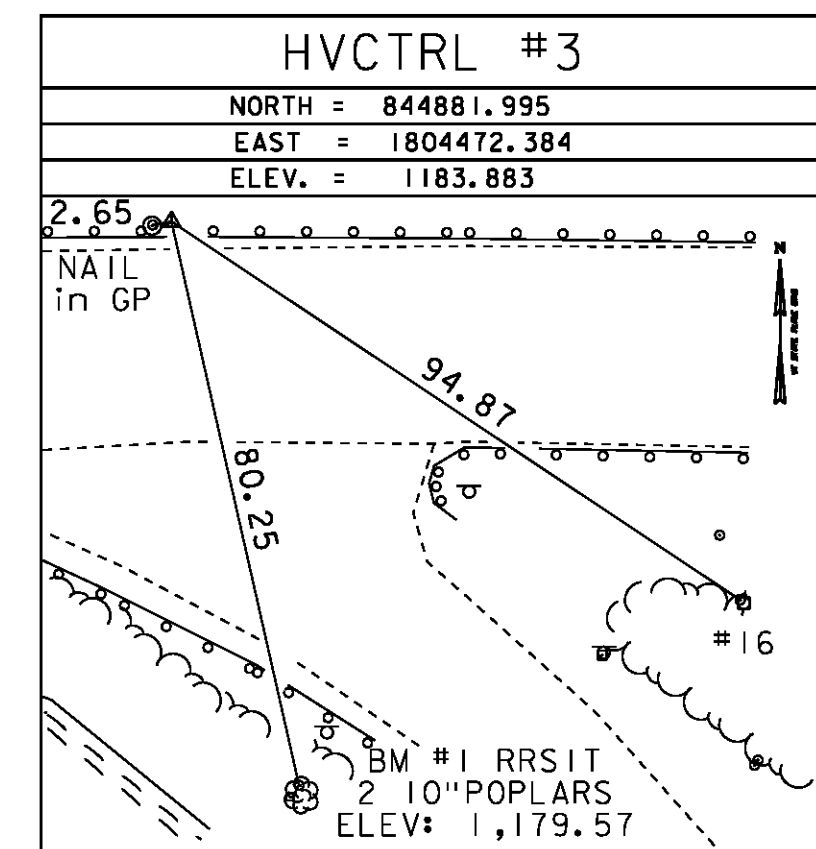 HVCTRL #3
NORTH = 844881.995
EAST = 1804472.384
ELEV. = 1183.883
2.65
NAIL
in GP
N
94.87
80.25
#16
BM #1 RRSIT
2 10"POPLARS
ELEV: 1,179.57